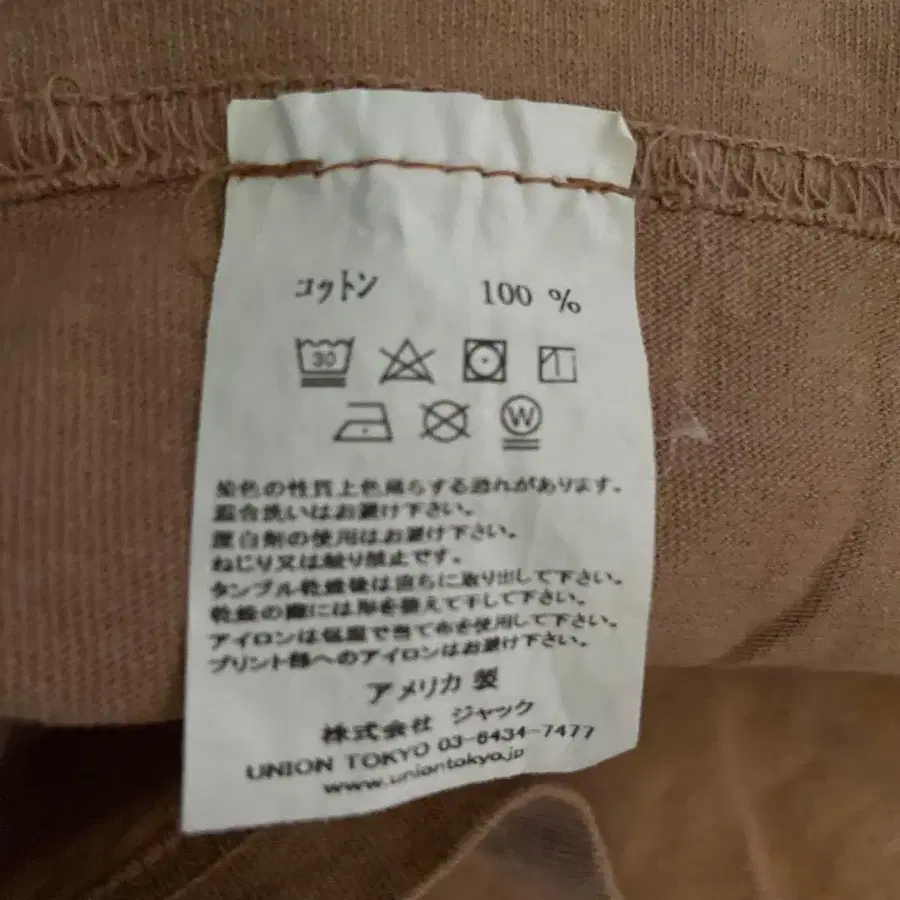 コットン 100 %
30
W
染色の性質上色落ちする恐れがあります。
混合洗いはお避け下さい。
漂白剤の使用はお避け下さい。
ねじり又は絞り禁止です。
タンブル乾燥後は直ちに取り出して下さい。
乾燥の際には形を整えて干して下さい。
アイロンは低温で当て布を使用して下さい。
プリント部へのアイロンはお避け下さい。
アメリカ 製
株式会社 ジャック
UNION TOKYO 03-6434-7477
www.uniontokyo.jp